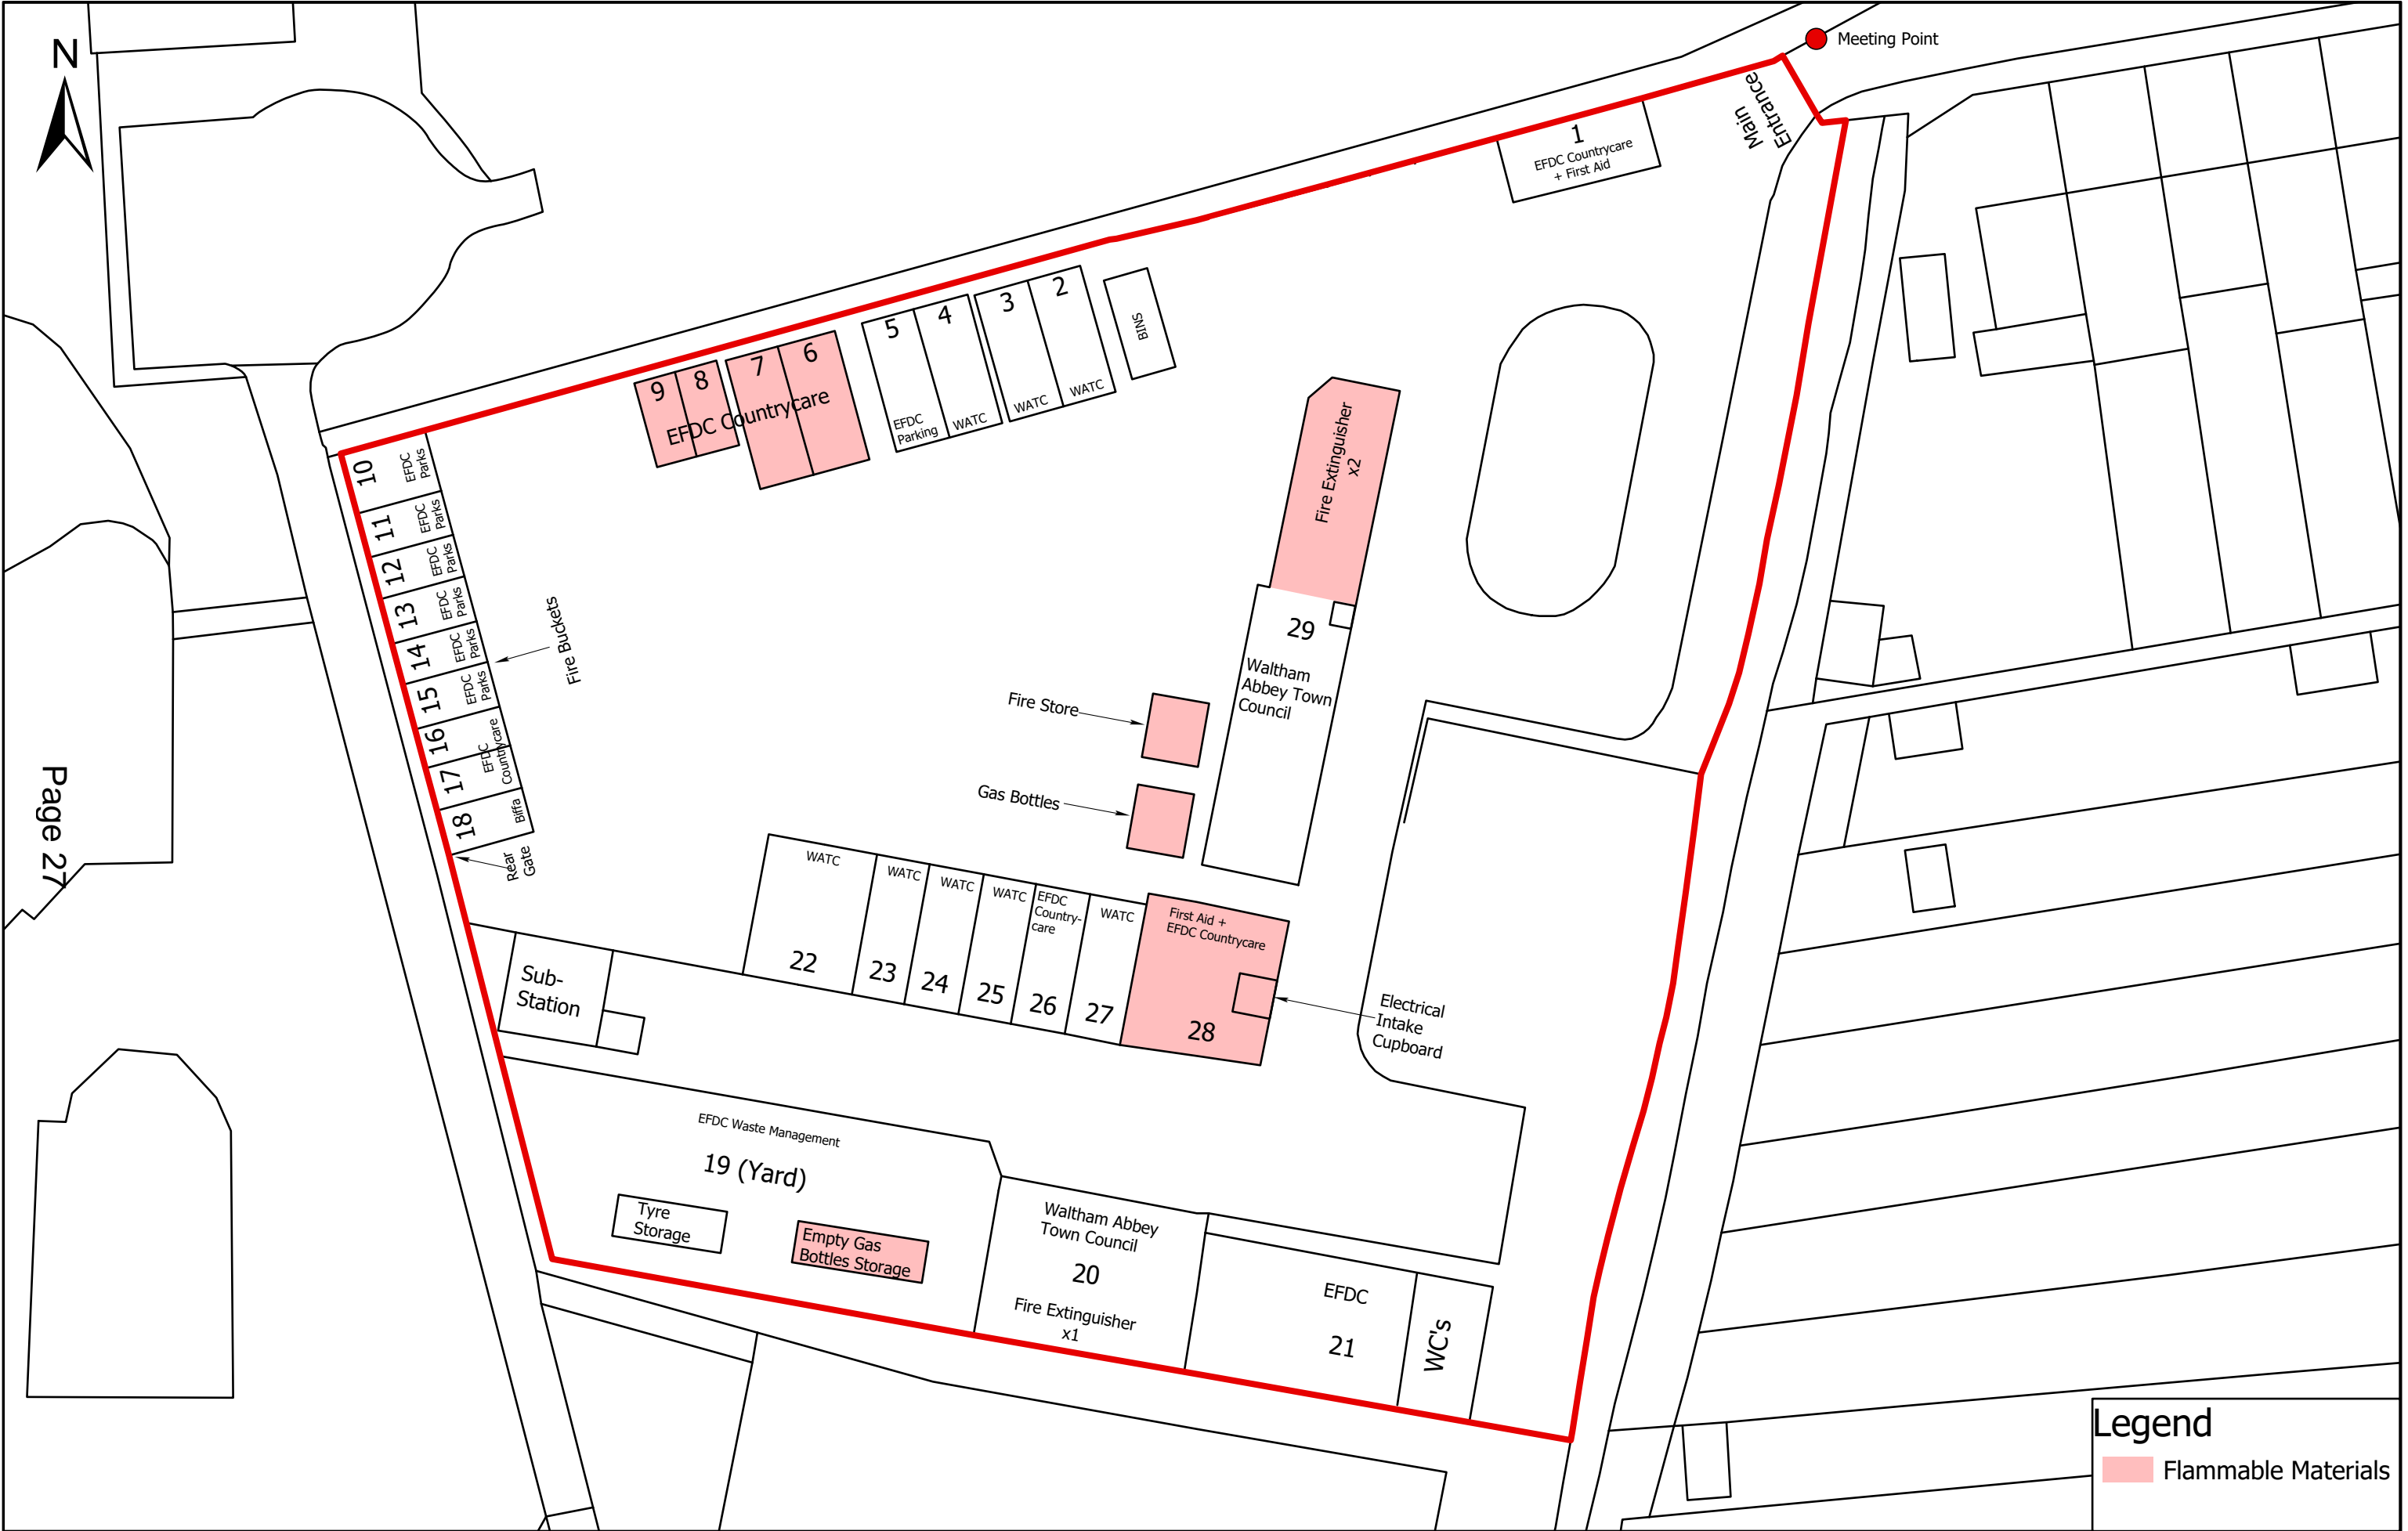 N
Meeting Point
Main
Entrance
1
EFDC Countrycare
+ First Aid
BINS
2
WATC
3
WATC
4
WATC
5
EFDC
Parking
6
7
8
9
EFDC Countrycare
10
EFDC
Parks
11
EFDC
Parks
12
EFDC
Parks
13
EFDC
Parks
14
EFDC
Parks
15
EFDC
Parks
16
17
EFDC
Countrycare
18
Biffa
Rear
Gate
Fire Buckets
Fire Extinguisher
x2
29
Waltham
Abbey Town
Council
Fire Store
Gas Bottles
WATC
22
WATC
23
WATC
24
WATC
25
EFDC
Country-
care
26
WATC
27
First Aid +
EFDC Countrycare
28
Electrical
Intake
Cupboard
Sub-
Station
EFDC Waste Management
19 (Yard)
Tyre
Storage
Empty Gas
Bottles Storage
Waltham Abbey
Town Council
20
Fire Extinguisher
x1
EFDC
21
WC's
Page 27
Legend
Flammable Materials